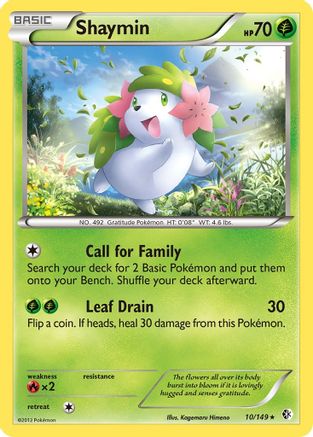 BASIC
Shaymin
HP70
NO. 492 Gratitude Pokémon HT: 0'08" WT: 4.6 lbs.
Call for Family
Search your deck for 2 Basic Pokémon and put them
onto your Bench. Shuffle your deck afterward.
Leaf Drain 30
Flip a coin. If heads, heal 30 damage from this Pokémon.
weakness resistance
×2
retreat
The flowers all over its body
burst into bloom if it is lovingly
hugged and senses gratitude.
©2012 Pokémon
Illus. Kagemaru Himeno
10/149★